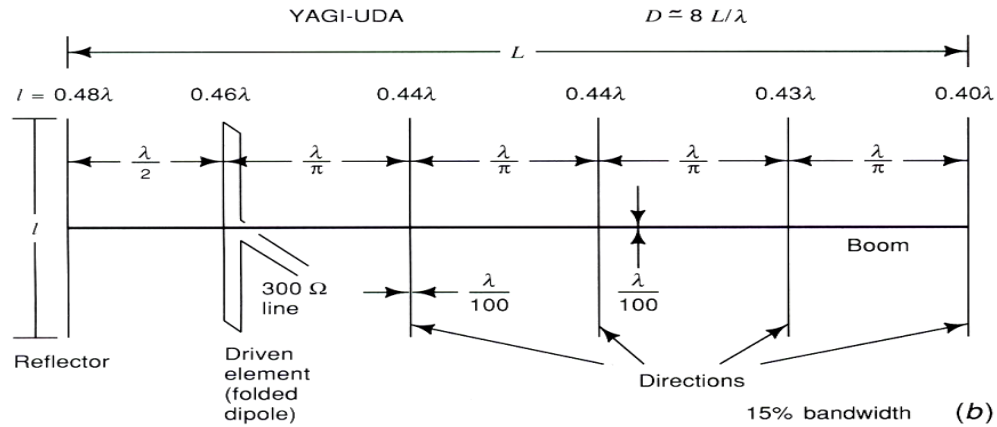 YAGI-UDA D ≃ 8 L/λ
L
l = 0.48λ 0.46λ 0.44λ 0.44λ 0.43λ 0.40λ
λ/2 λ/π λ/π λ/π λ/π
l
Boom
300 Ω
line
λ/100 λ/100
Reflector
Driven
element
(folded
dipole)
Directions
15% bandwidth (b)